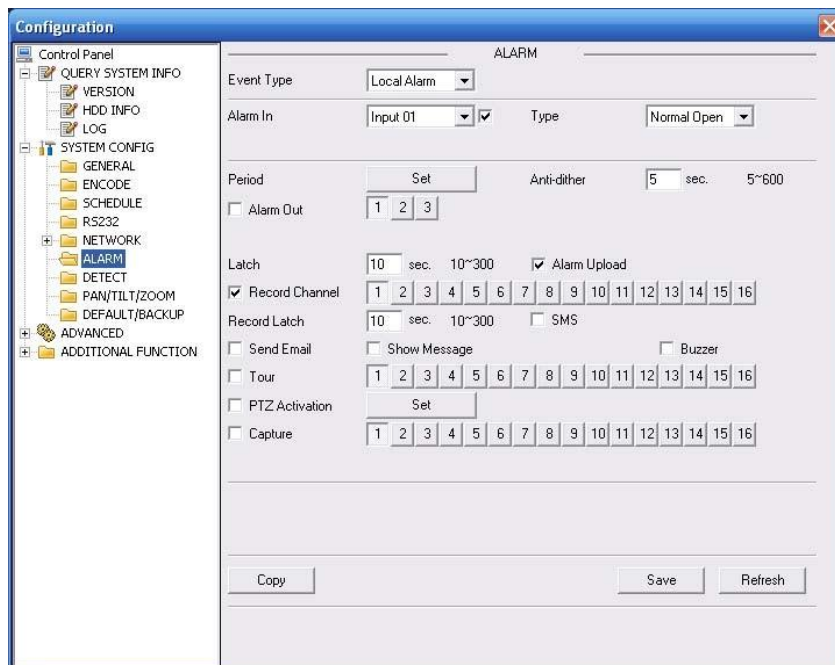 Configuration
Control Panel
QUERY SYSTEM INFO
VERSION
HDD INFO
LOG
SYSTEM CONFIG
GENERAL
ENCODE
SCHEDULE
RS232
NETWORK
ALARM
DETECT
PAN/TILT/ZOOM
DEFAULT/BACKUP
ADVANCED
ADDITIONAL FUNCTION
ALARM
Event Type Local Alarm
Alarm In Input 01 Type Normal Open
Period Set Anti-dither 5 sec. 5~600
Alarm Out 1 2 3
Latch 10 sec. 10~300 Alarm Upload
Record Channel 1 2 3 4 5 6 7 8 9 10 11 12 13 14 15 16
Record Latch 10 sec. 10~300 SMS
Send Email Show Message Buzzer
Tour 1 2 3 4 5 6 7 8 9 10 11 12 13 14 15 16
PTZ Activation Set
Capture 1 2 3 4 5 6 7 8 9 10 11 12 13 14 15 16
Copy Save Refresh